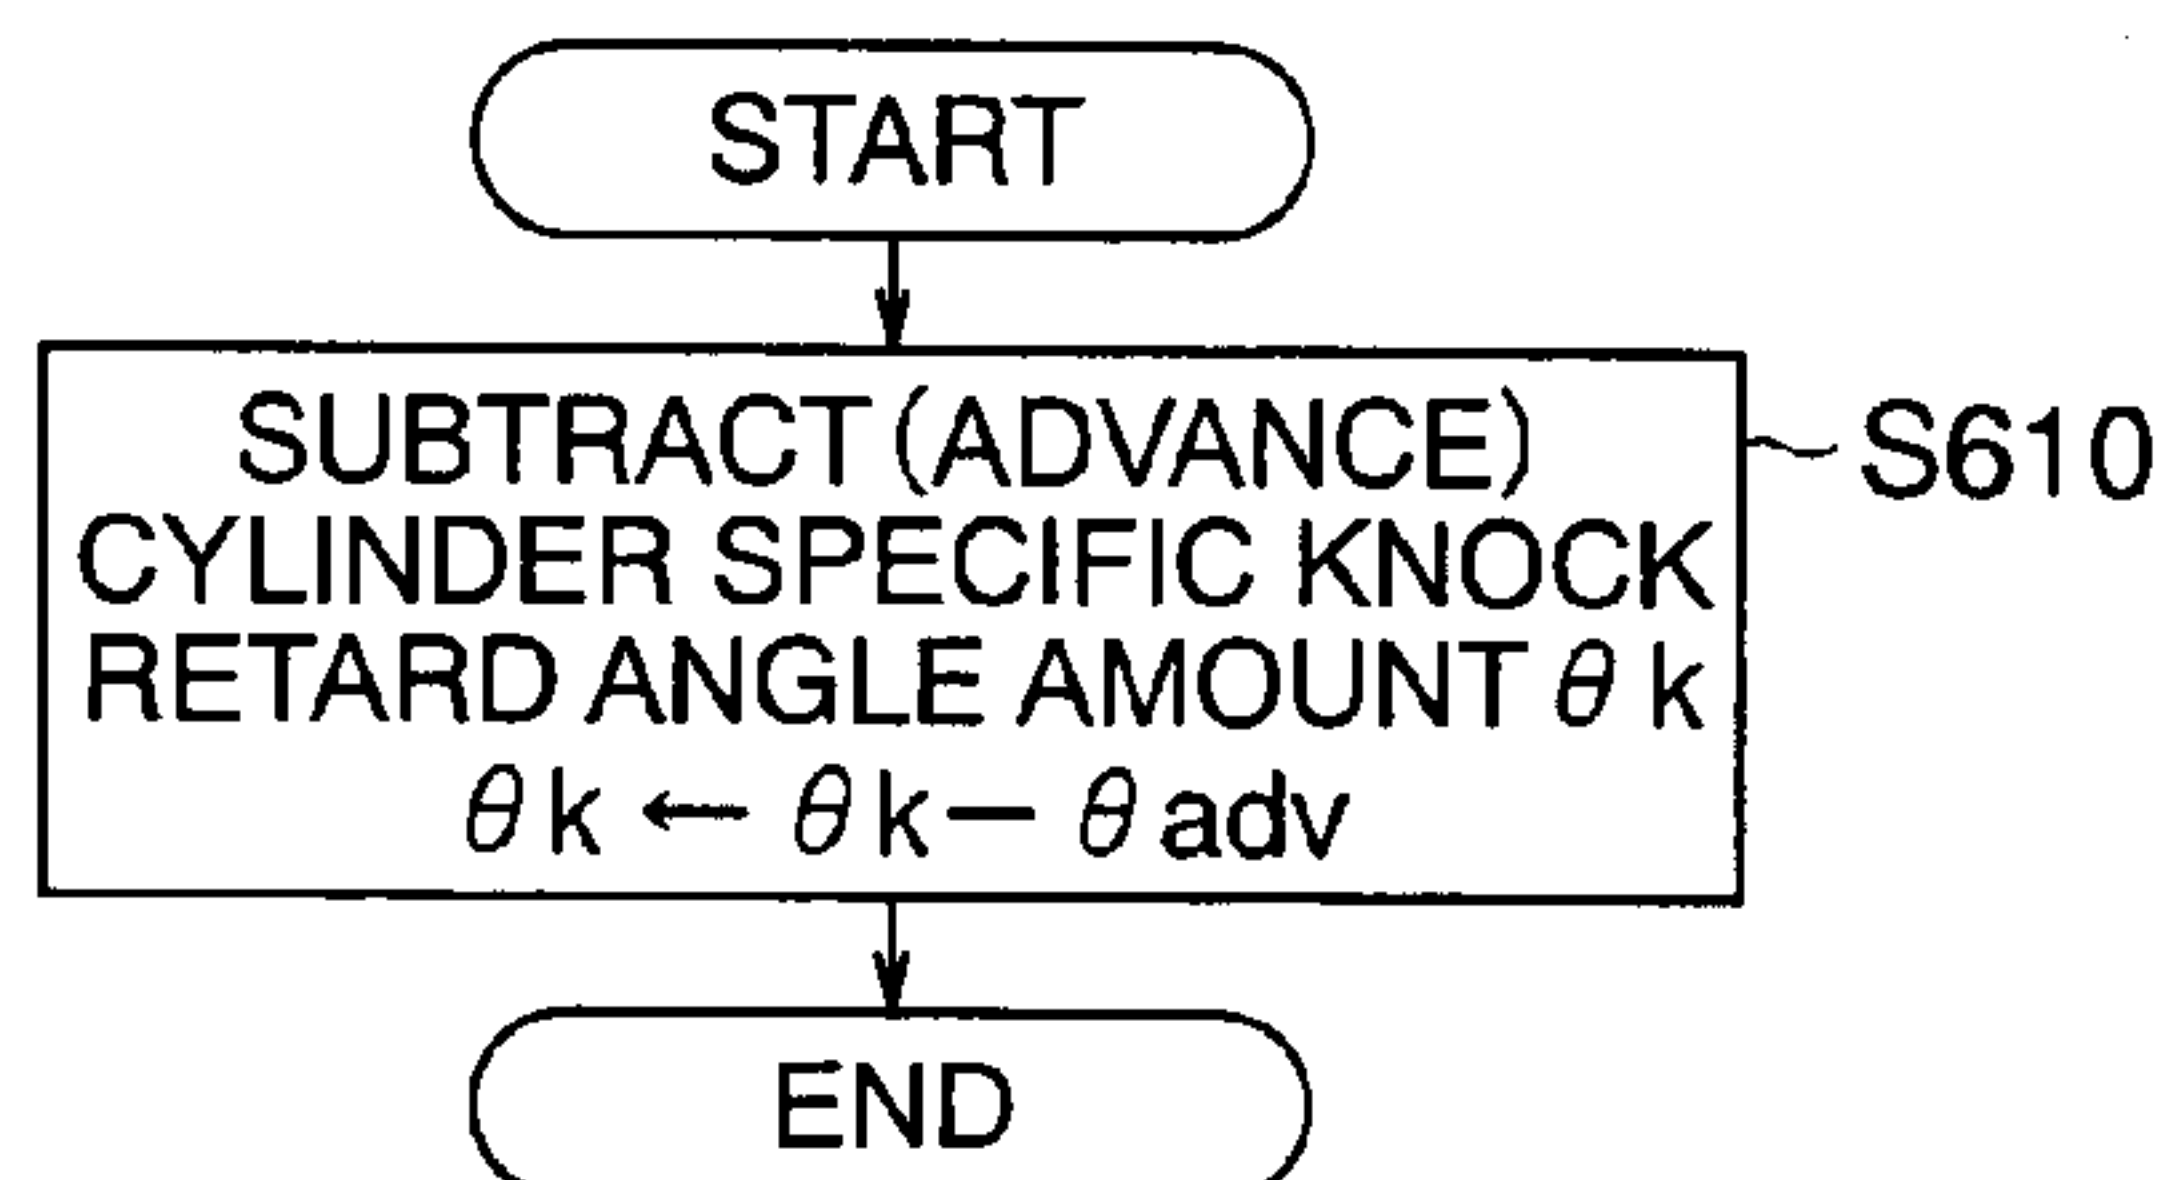 START
SUBTRACT (ADVANCE)
CYLINDER SPECIFIC KNOCK
RETARD ANGLE AMOUNT θk
θk ← θk − θadv
S610
END